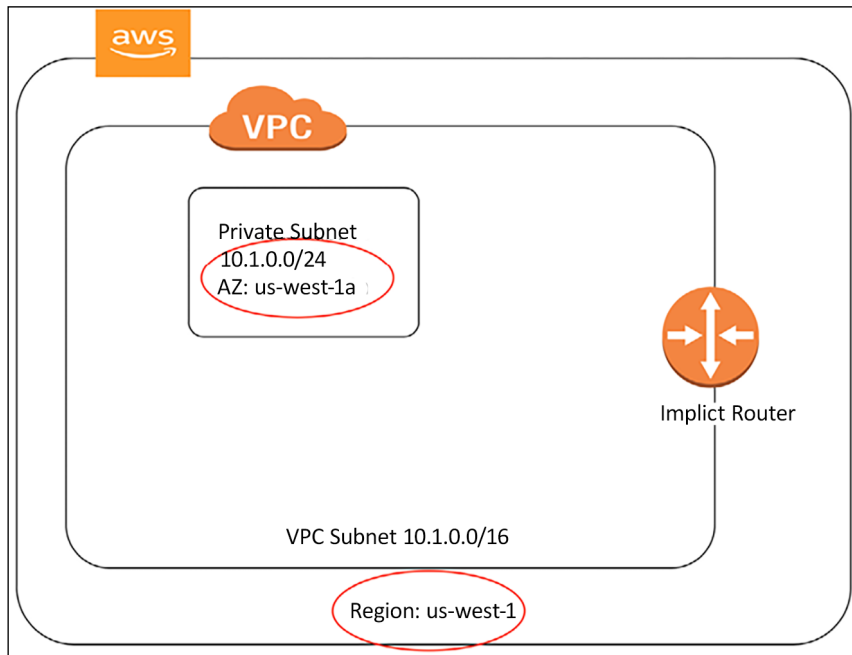 aws
VPC
Private Subnet
10.1.0.0/24
AZ: us-west-1a
Implict Router
VPC Subnet 10.1.0.0/16
Region: us-west-1